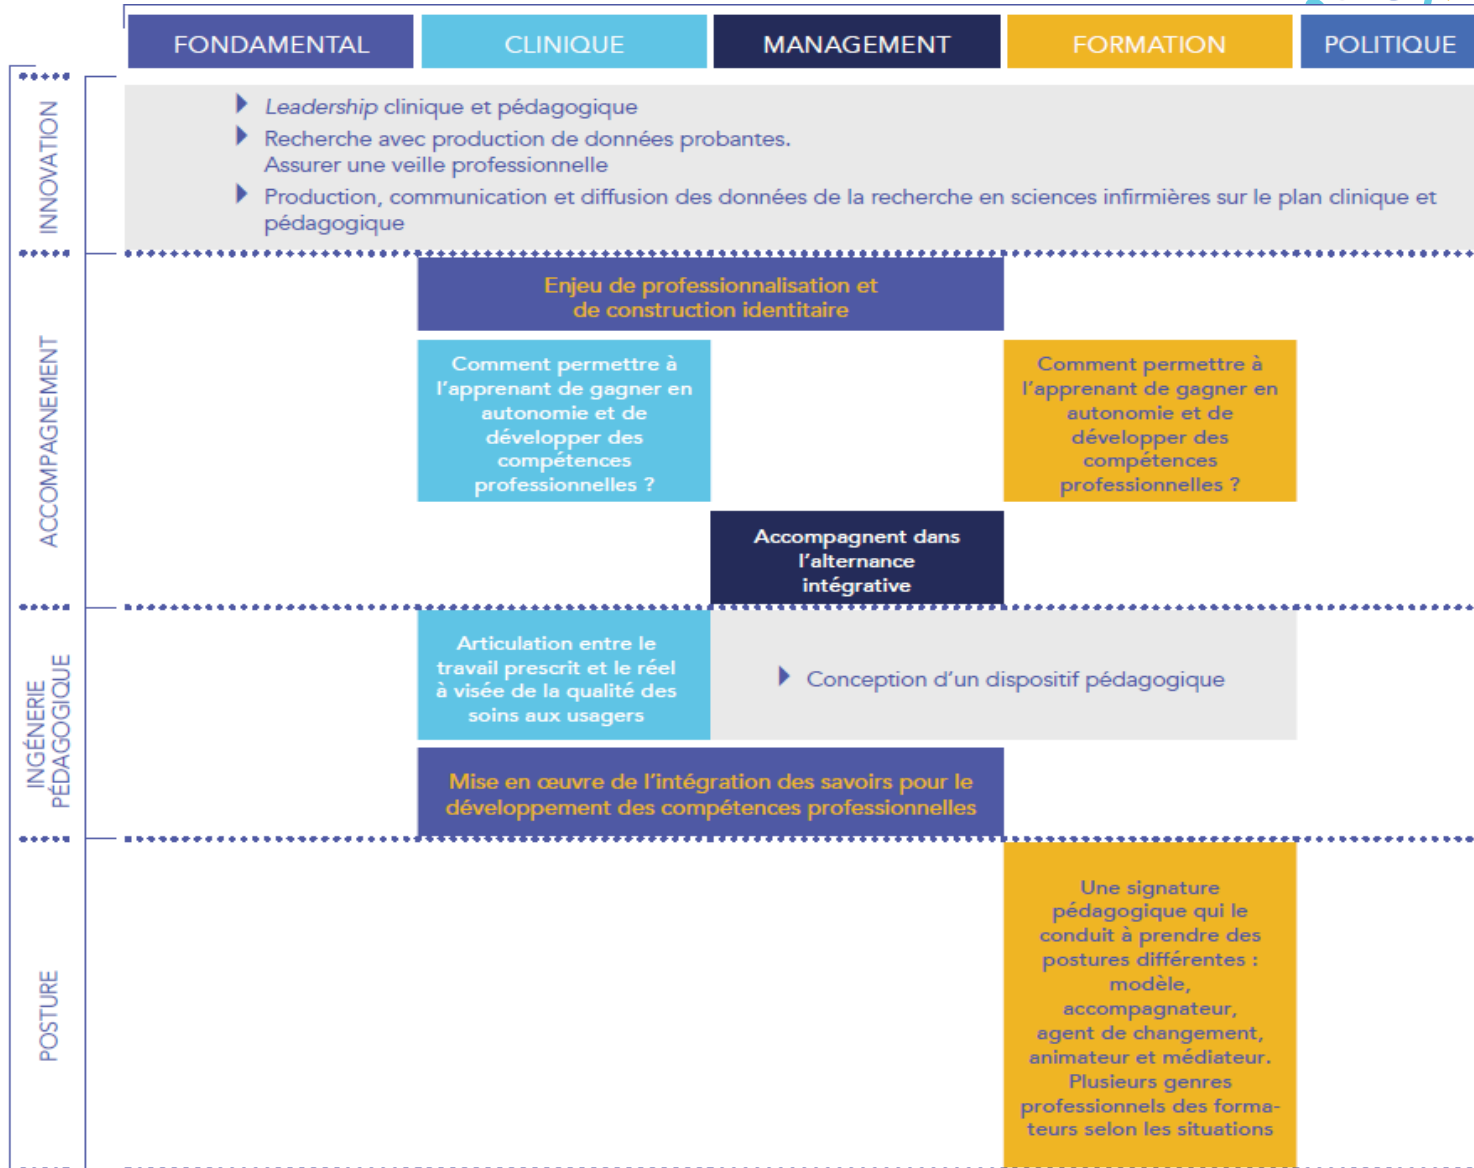 FONDAMENTAL
CLINIQUE
MANAGEMENT
FORMATION
POLITIQUE
INNOVATION
Leadership clinique et pédagogique
Recherche avec production de données probantes.
Assurer une veille professionnelle
Production, communication et diffusion des données de la recherche en sciences infirmières sur le plan clinique et
pédagogique
ACCOMPAGNEMENT
Enjeu de professionnalisation et
de construction identitaire
Comment permettre à
l'apprenant de gagner en
autonomie et de
développer des
compétences
professionnelles ?
Comment permettre à
l'apprenant de gagner en
autonomie et de
développer des
compétences
professionnelles ?
Accompagnent dans
l'alternance
intégrative
INGÉNERIE
PÉDAGOGIQUE
Articulation entre le
travail prescrit et le réel
à visée de la qualité des
soins aux usagers
Conception d'un dispositif pédagogique
Mise en œuvre de l'intégration des savoirs pour le
développement des compétences professionnelles
POSTURE
Une signature
pédagogique qui le
conduit à prendre des
postures différentes :
modèle,
accompagnateur,
agent de changement,
animateur et médiateur.
Plusieurs genres
professionnels des forma-
teurs selon les situations